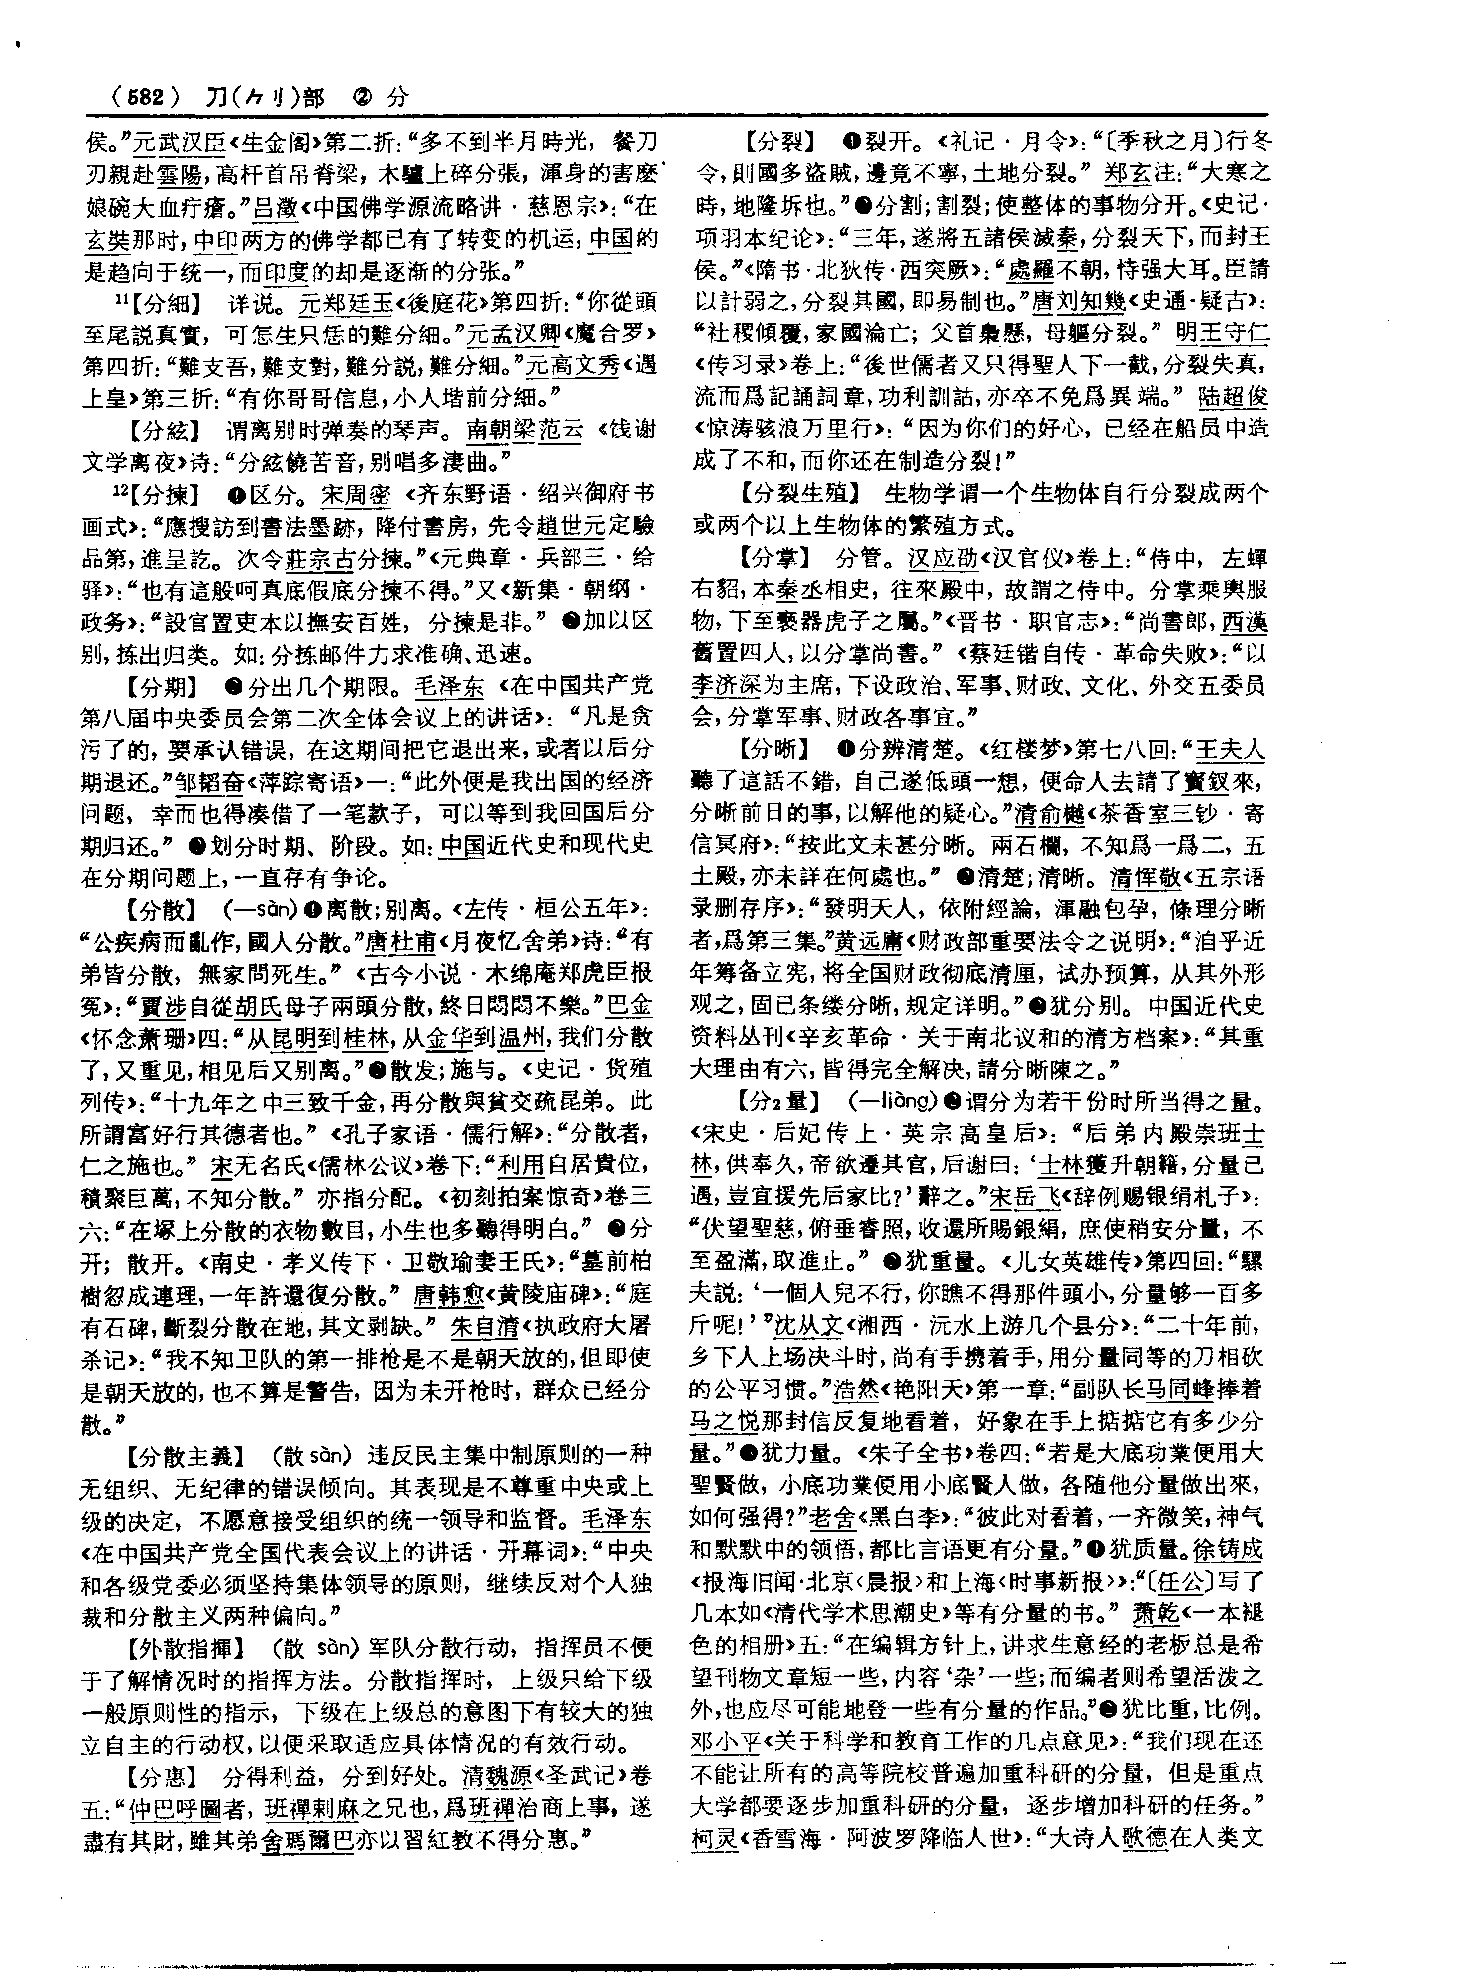 （582） 刀(⺈刂)部 ② 分
侯。”元武汉臣《生金阁》第二折：“多不到半月時光，餐刀
刃親赴雲陽，高杆首吊脊梁，木驢上碎分張，渾身的害麽
娘碗大血疔瘡。”吕澂《中国佛学源流略讲·慈恩宗》：“在
玄奘那时，中印两方的佛学都已有了转变的机运，中国的
是趋向于统一，而印度的却是逐渐的分张。”
11【分細】 详说。元郑廷玉《後庭花》第四折：“你從頭
至尾説真實，可怎生只恁的難分細。”元孟汉卿《魔合罗》
第四折：“難支吾，難支對，難分説，難分細。”元高文秀《遇
上皇》第三折：“有你哥哥信息，小人堦前分細。”
【分絃】 谓离别时弹奏的琴声。南朝梁范云《饯谢
文学离夜》诗：“分絃饒苦音，别唱多淒曲。”
12【分揀】 ❶区分。宋周密《齐东野语·绍兴御府书
画式》：“應搜訪到書法墨跡，降付書房，先令趙世元定驗
品第，進呈訖。次令莊宗古分揀。”《元典章·兵部三·给
驿》：“也有這般呵真底假底分揀不得。”又《新集·朝纲·
政务》：“設官置吏本以撫安百姓，分揀是非。” ❷加以区
别，拣出归类。如：分拣邮件力求准确、迅速。
【分期】 ❶分出几个期限。毛泽东《在中国共产党
第八届中央委员会第二次全体会议上的讲话》：“凡是贪
污了的，要承认错误，在这期间把它退出来，或者以后分
期退还。”邹韬奋《萍踪寄语》一：“此外便是我出国的经济
问题，幸而也得凑借了一笔款子，可以等到我回国后分
期归还。” ❷划分时期、阶段。如：中国近代史和现代史
在分期问题上，一直存有争论。
【分散】 （—sàn）❶离散；别离。《左传·桓公五年》：
“公疾病而亂作，國人分散。”唐杜甫《月夜忆舍弟》诗：“有
弟皆分散，無家問死生。”《古今小说·木绵庵郑虎臣报
冤》：“賈涉自從胡氏母子兩頭分散，終日悶悶不樂。”巴金
《怀念萧珊》四：“从昆明到桂林，从金华到温州，我们分散
了，又重见，相见后又别离。”❷散发；施与。《史记·货殖
列传》：“十九年之中三致千金，再分散與貧交疏昆弟。此
所謂富好行其德者也。”《孔子家语·儒行解》：“分散者，
仁之施也。” 宋无名氏《儒林公议》卷下：“利用白居貴位，
積聚巨萬，不知分散。” 亦指分配。《初刻拍案惊奇》卷三
六：“在塚上分散的衣物數目，小生也多聽得明白。” ❸分
开；散开。《南史·孝义传下·卫敬瑜妻王氏》：“墓前柏
樹忽成連理，一年許還復分散。” 唐韩愈《黄陵庙碑》：“庭
有石碑，斷裂分散在地，其文剥缺。” 朱自清《执政府大屠
杀记》：“我不知卫队的第一排枪是不是朝天放的，但即使
是朝天放的，也不算是警告，因为未开枪时，群众已经分
散。”
【分散主義】 （散 sàn）违反民主集中制原则的一种
无组织、无纪律的错误倾向。其表现是不尊重中央或上
级的决定，不愿意接受组织的统一领导和监督。毛泽东
《在中国共产党全国代表会议上的讲话·开幕词》：“中央
和各级党委必须坚持集体领导的原则，继续反对个人独
裁和分散主义两种偏向。”
【外散指揮】 （散 sàn）军队分散行动，指挥员不便
于了解情况时的指挥方法。分散指挥时，上级只给下级
一般原则性的指示，下级在上级总的意图下有较大的独
立自主的行动权，以便采取适应具体情况的有效行动。
【分惠】 分得利益，分到好处。清魏源《圣武记》卷
五：“仲巴呼圖者，班禪剌麻之兄也，爲班禪治商上事，遂
盡有其財，雖其弟舍瑪爾巴亦以習紅教不得分惠。”
【分裂】 ❶裂开。《礼记·月令》：“〔季秋之月〕行冬
令，則國多盜賊，邊竟不寧，土地分裂。” 郑玄注：“大寒之
時，地隆坼也。”❷分割；割裂；使整体的事物分开。《史记·
项羽本纪论》：“三年，遂將五諸侯滅秦，分裂天下，而封王
侯。”《隋书·北狄传·西突厥》：“處羅不朝，恃强大耳。臣請
以計弱之，分裂其國，即易制也。”唐刘知幾《史通·疑古》：
“社稷傾覆，家國淪亡；父首梟懸，母軀分裂。” 明王守仁
《传习录》卷上：“後世儒者又只得聖人下一截，分裂失真，
流而爲記誦詞章，功利訓詁，亦卒不免爲異端。” 陆超俊
《惊涛骇浪万里行》：“因为你们的好心，已经在船员中造
成了不和，而你还在制造分裂！”
【分裂生殖】 生物学谓一个生物体自行分裂成两个
或两个以上生物体的繁殖方式。
【分掌】 分管。汉应劭《汉官仪》卷上：“侍中，左蟬
右貂，本秦丞相史，往來殿中，故謂之侍中。分掌乘輿服
物，下至褻器虎子之屬。”《晋书·职官志》：“尚書郎，西漢
舊置四人，以分掌尚書。”《蔡廷锴自传·革命失败》：“以
李济深为主席，下设政治、军事、财政、文化、外交五委员
会，分掌军事、财政各事宜。”
【分晰】 ❶分辨清楚。《红楼梦》第七八回：“王夫人
聽了這話不錯，自己遂低頭一想，便命人去請了寶釵來，
分晰前日的事，以解他的疑心。”清俞樾《茶香室三钞·寄
信冥府》：“按此文未甚分晰。兩石欄，不知爲一爲二，五
土殿，亦未詳在何處也。” ❷清楚；清晰。清恽敬《五宗语
录删存序》：“發明天人，依附經論，渾融包孕，條理分晰
者，爲第三集。”黄远庸《财政部重要法令之说明》：“洎乎近
年筹备立宪，将全国财政彻底清厘，试办预算，从其外形
观之，固已条缕分晰，规定详明。”❸犹分别。中国近代史
资料丛刊《辛亥革命·关于南北议和的清方档案》：“其重
大理由有六，皆得完全解决，請分晰陳之。”
【分2量】 （—liàng）❶谓分为若干份时所当得之量。
《宋史·后妃传上·英宗高皇后》：“后弟内殿崇班士
林，供奉久，帝欲遷其官，后谢曰：‘士林獲升朝籍，分量已
過，豈宜援先后家比？’辭之。”宋岳飞《辞例赐银绢札子》：
“伏望聖慈，俯垂睿照，收還所賜銀絹，庶使稍安分量，不
至盈滿，取進止。” ❷犹重量。《儿女英雄传》第四回：“騾
夫説：‘一個人兒不行，你瞧不得那件頭小，分量够一百多
斤呢！’”沈从文《湘西·沅水上游几个县分》：“二十年前，
乡下人上场决斗时，尚有手携着手，用分量同等的刀相砍
的公平习惯。”浩然《艳阳天》第一章：“副队长马同峰捧着
马之悦那封信反复地看着，好象在手上掂掂它有多少分
量。”❸犹力量。《朱子全书》卷四：“若是大底功業便用大
聖賢做，小底功業便用小底賢人做，各随他分量做出來，
如何强得？”老舍《黑白李》：“彼此对看着，一齐微笑，神气
和默默中的领悟，都比言语更有分量。”❹犹质量。徐铸成
《报海旧闻·北京〈晨报〉和上海〈时事新报〉》：“〔任公〕写了
几本如《清代学术思潮史》等有分量的书。” 萧乾《一本褪
色的相册》五：“在编辑方针上，讲求生意经的老板总是希
望刊物文章短一些，内容‘杂’一些；而编者则希望活泼之
外，也应尽可能地登一些有分量的作品。”❺犹比重，比例。
邓小平《关于科学和教育工作的几点意见》：“我们现在还
不能让所有的高等院校普遍加重科研的分量，但是重点
大学都要逐步加重科研的分量，逐步增加科研的任务。”
柯灵《香雪海·阿波罗降临人世》：“大诗人歌德在人类文